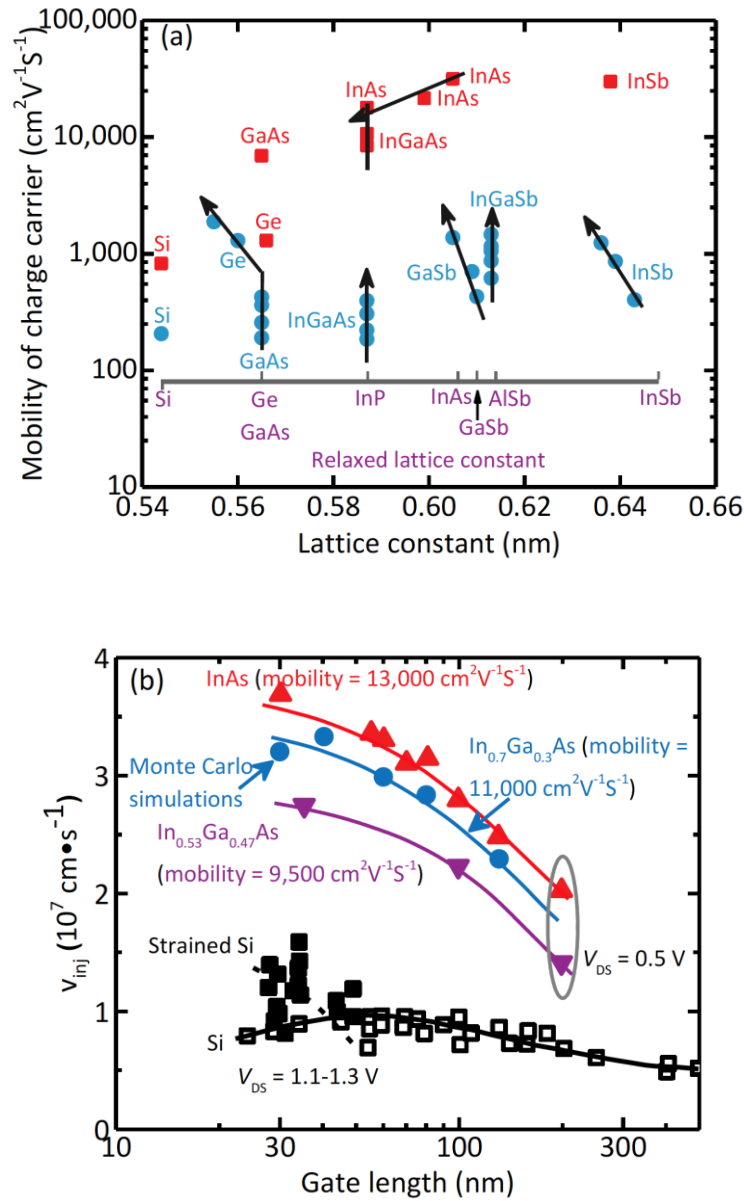 (a)
Mobility of charge carrier (cm²V⁻¹S⁻¹)
100,000
10,000
1,000
100
10
InAs
InAs
InAs
InSb
GaAs
InGaAs
Si
Ge
InGaSb
Ge
GaSb
InSb
Si
InGaAs
GaAs
Si
Ge
InP
InAs
AlSb
InSb
GaAs
GaSb
Relaxed lattice constant
0.54 0.56 0.58 0.60 0.62 0.64 0.66
Lattice constant (nm)
(b)
v_inj (10⁷ cm•s⁻¹)
4
3
2
1
0
InAs (mobility = 13,000 cm²V⁻¹S⁻¹)
In₀.₇Ga₀.₃As (mobility =
11,000 cm²V⁻¹S⁻¹)
Monte Carlo
simulations
In₀.₅₃Ga₀.₄₇As
(mobility = 9,500 cm²V⁻¹S⁻¹)
Strained Si
V_DS = 0.5 V
Si
V_DS = 1.1-1.3 V
10 30 100 300
Gate length (nm)